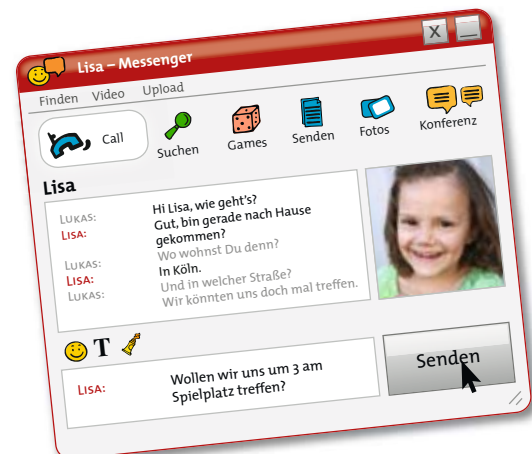 Lisa – Messenger
X
Finden Video Upload
Call
Suchen
Games
Senden
Fotos
Konferenz
Lisa
LUKAS: Hi Lisa, wie geht's?
LISA: Gut, bin gerade nach Hause
gekommen?
LUKAS: Wo wohnst Du denn?
LISA: In Köln.
LUKAS: Und in welcher Straße?
Wir könnten uns doch mal treffen.
T
LISA: Wollen wir uns um 3 am
Spielplatz treffen?
Senden